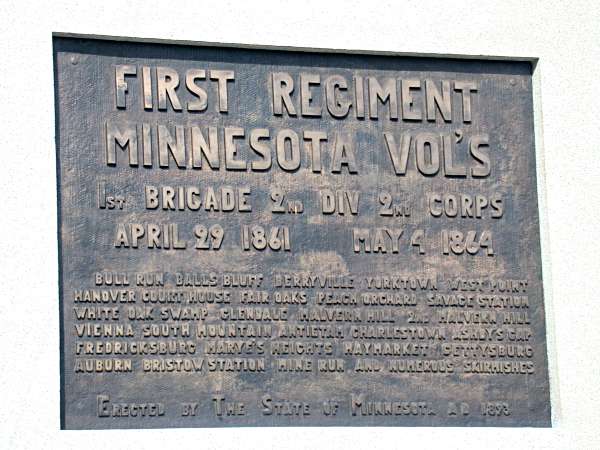 FIRST REGIMENT
MINNESOTA VOL'S
1ST BRIGADE 2ND DIV 2ND CORPS
APRIL 29 1861 MAY 4 1864
BULL RUN BALLS BLUFF BERRYVILLE YORKTOWN WEST POINT
HANOVER COURT HOUSE FAIR OAKS PEACH ORCHARD SAVAGE STATION
WHITE OAK SWAMP GLENDALE MALVERN HILL 2ND MALVERN HILL
VIENNA SOUTH MOUNTAIN ANTIETAM CHARLESTOWN ASHBY'S GAP
FREDRICKSBURG MARYE'S HEIGHTS HAYMARKET GETTYSBURG
AUBURN BRISTOW STATION MINE RUN AND NUMEROUS SKIRMISHES
ERECTED BY THE STATE OF MINNESOTA A.D. 1893